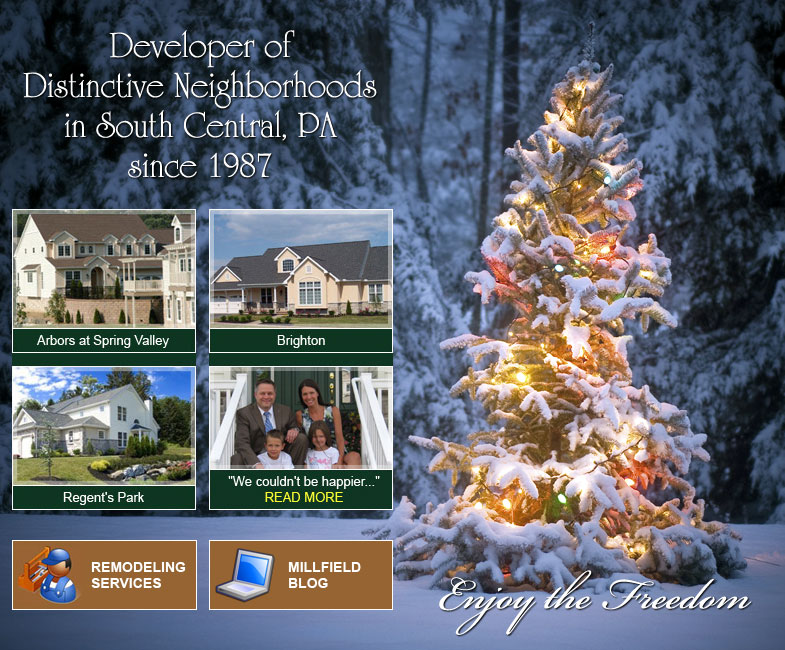 Developer of
Distinctive Neighborhoods
in South Central, PA
since 1987
Arbors at Spring Valley
Brighton
Regent's Park
"We couldn't be happier..."
READ MORE
REMODELING
SERVICES
MILLFIELD
BLOG
Enjoy the Freedom